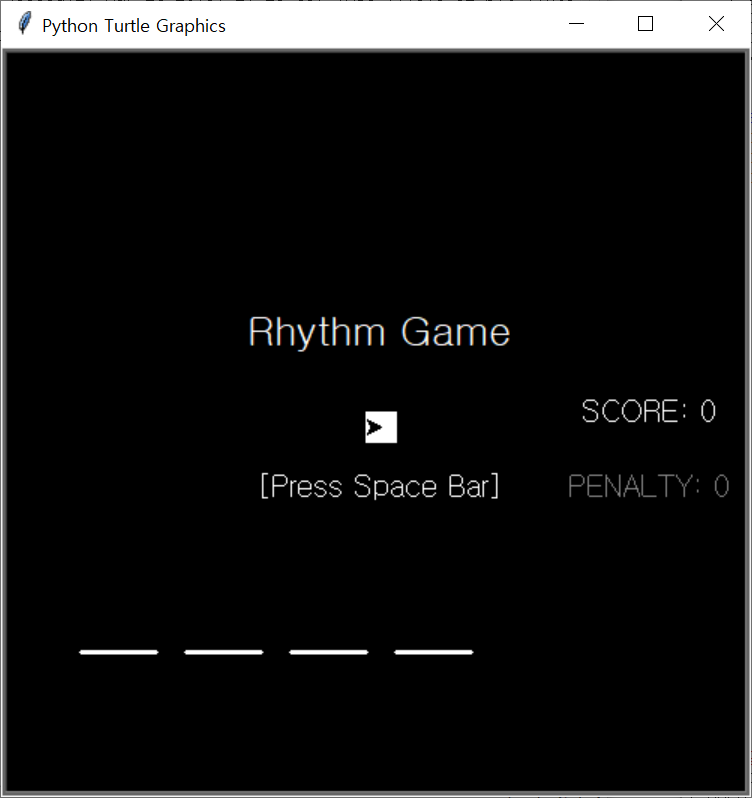 Python Turtle Graphics
Rhythm Game
SCORE: 0
[Press Space Bar]
PENALTY: 0